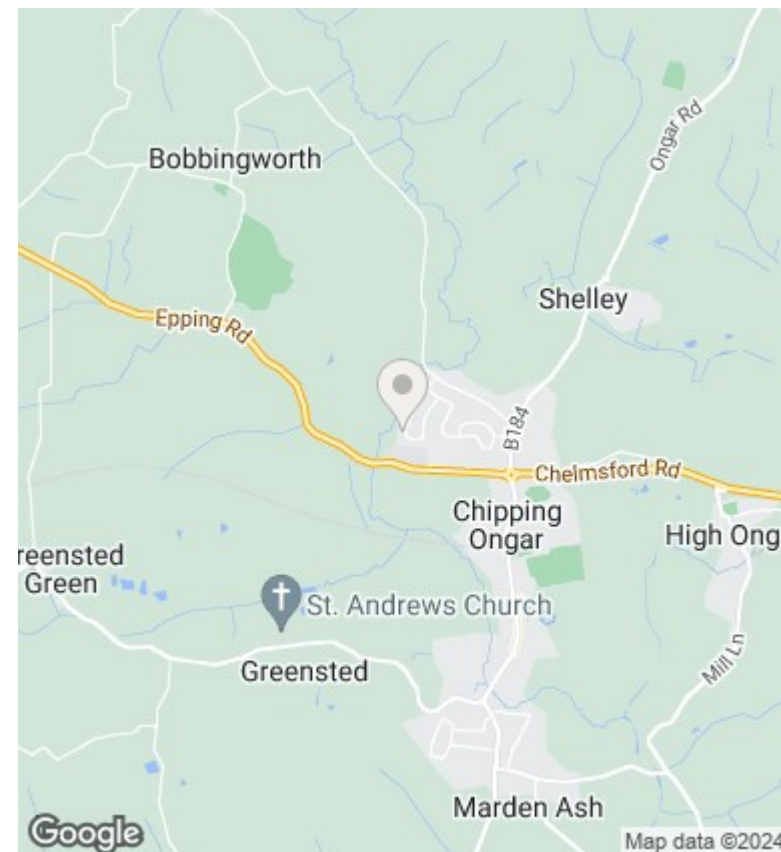 Bobbingworth
Ongar Rd
Shelley
Epping Rd
B184
Chelmsford Rd
Chipping
Ongar
High Ong
reensted
Green
St. Andrews Church
Greensted
Mill Ln
Marden Ash
Google
Map data ©2024